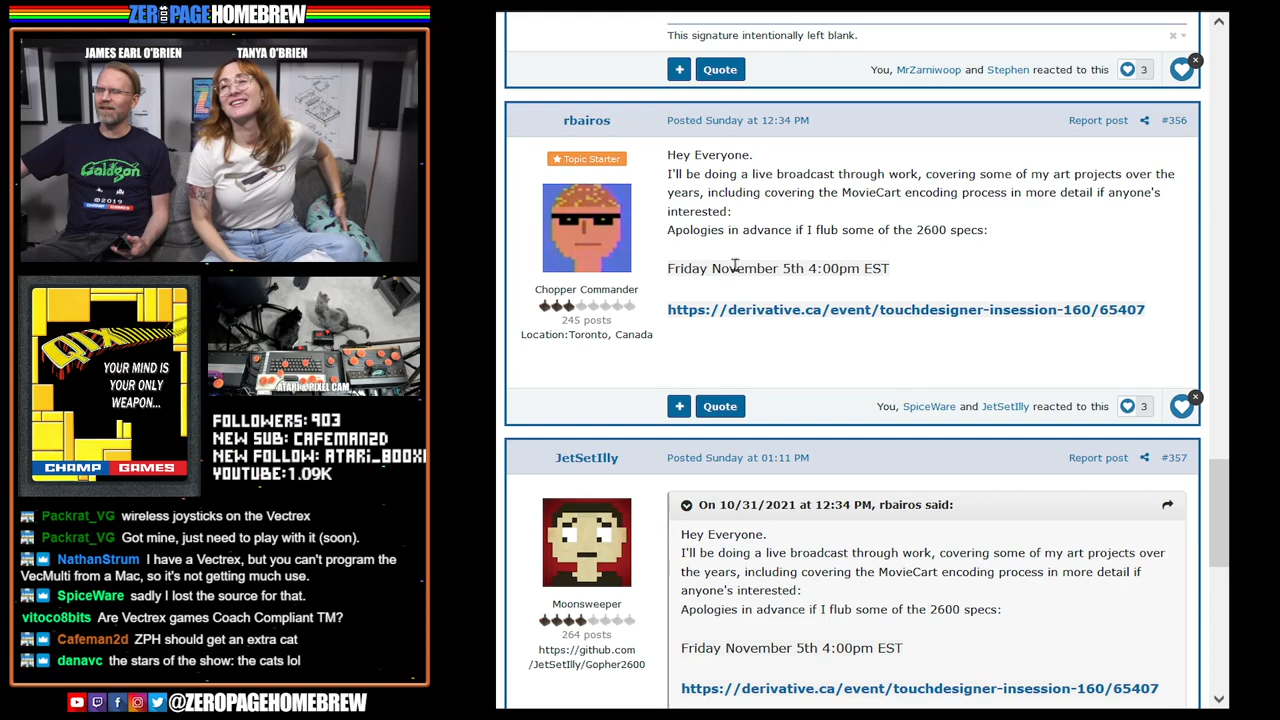 ZERO PAGE HOMEBREW
JAMES EARL O'BRIEN
TANYA O'BRIEN
Galagon
©2019
CHAMP GAMES
QIX
YOUR MIND IS
YOUR ONLY
WEAPON...
CHAMP GAMES
ATARI & PIXEL CAM
FOLLOWERS: 903
NEW SUB: CAFEMAN2D
NEW FOLLOW: ATARI_800X
YOUTUBE: 1.09K
Packrat_VG wireless joysticks on the Vectrex
Packrat_VG Got mine, just need to play with it (soon).
NathanStrum I have a Vectrex, but you can't program the
VecMulti from a Mac, so it's not getting much use.
SpiceWare sadly I lost the source for that.
vitoco8bits Are Vectrex games Coach Compliant TM?
Cafeman2d ZPH should get an extra cat
danavc the stars of the show: the cats lol
@ZEROPAGEHOMEBREW
This signature intentionally left blank.
+ Quote
You, MrZarniwoop and Stephen reacted to this 3
rbairos
Posted Sunday at 12:34 PM
Report post #356
Topic Starter
Chopper Commander
245 posts
Location:Toronto, Canada
Hey Everyone.
I'll be doing a live broadcast through work, covering some of my art projects over the
years, including covering the MovieCart encoding process in more detail if anyone's
interested:
Apologies in advance if I flub some of the 2600 specs:
Friday November 5th 4:00pm EST
https://derivative.ca/event/touchdesigner-insession-160/65407
+ Quote
You, SpiceWare and JetSetIlly reacted to this 3
JetSetIlly
Posted Sunday at 01:11 PM
Report post #357
Moonsweeper
264 posts
https://github.com
/JetSetIlly/Gopher2600
On 10/31/2021 at 12:34 PM, rbairos said:
Hey Everyone.
I'll be doing a live broadcast through work, covering some of my art projects over
the years, including covering the MovieCart encoding process in more detail if
anyone's interested:
Apologies in advance if I flub some of the 2600 specs:
Friday November 5th 4:00pm EST
https://derivative.ca/event/touchdesigner-insession-160/65407